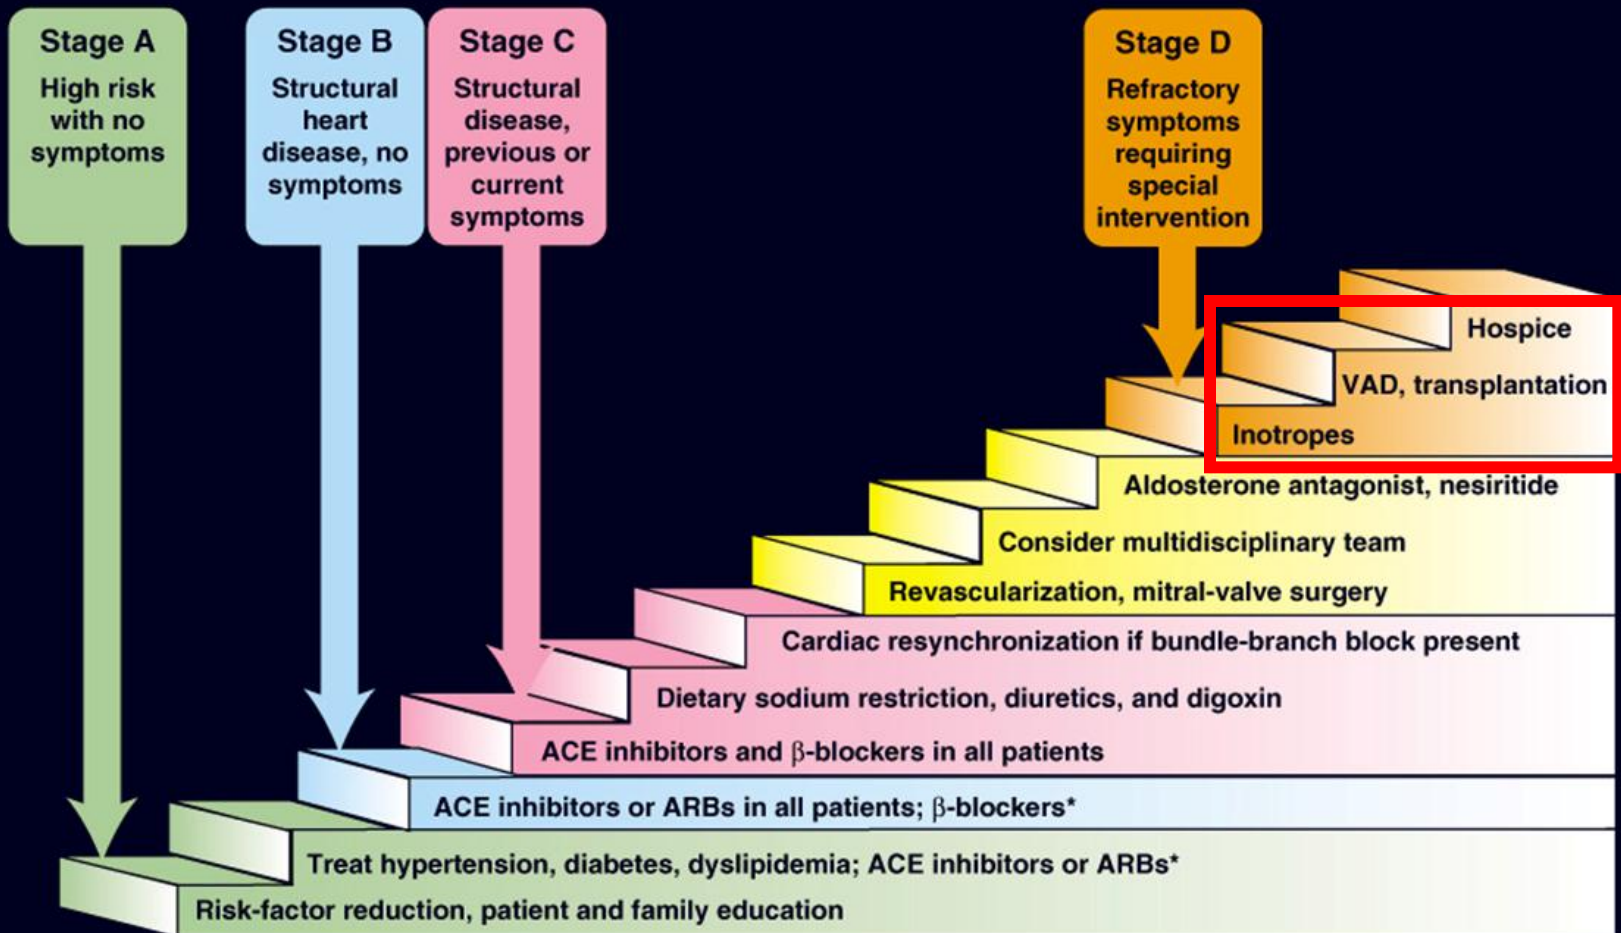 Stage A
High risk
with no
symptoms
Stage B
Structural
heart
disease, no
symptoms
Stage C
Structural
disease,
previous or
current
symptoms
Stage D
Refractory
symptoms
requiring
special
intervention
Hospice
VAD, transplantation
Inotropes
Aldosterone antagonist, nesiritide
Consider multidisciplinary team
Revascularization, mitral-valve surgery
Cardiac resynchronization if bundle-branch block present
Dietary sodium restriction, diuretics, and digoxin
ACE inhibitors and β-blockers in all patients
ACE inhibitors or ARBs in all patients; β-blockers*
Treat hypertension, diabetes, dyslipidemia; ACE inhibitors or ARBs*
Risk-factor reduction, patient and family education